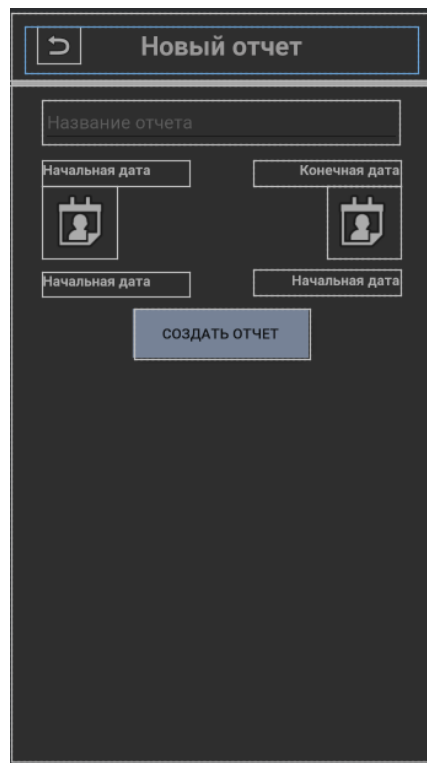 Новый отчет
Название отчета
Начальная дата Конечная дата
Начальная дата Начальная дата
СОЗДАТЬ ОТЧЕТ